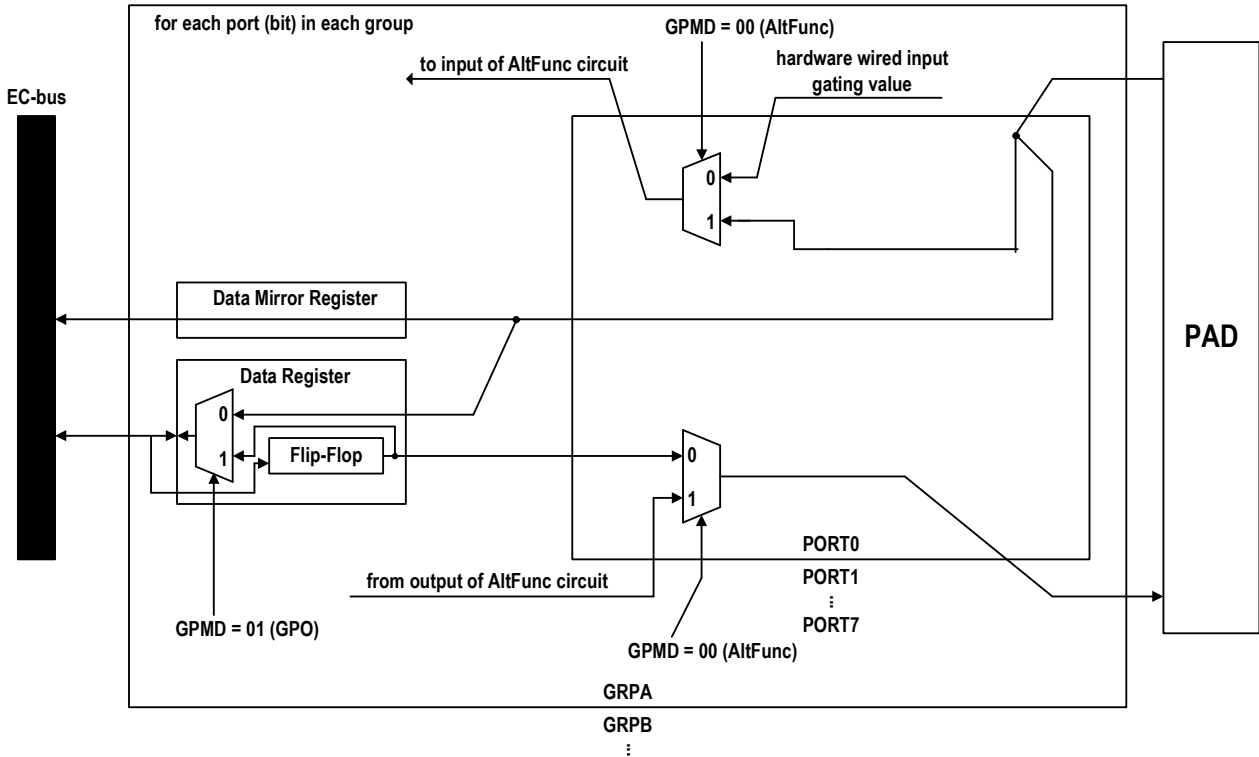 for each port (bit) in each group
GPMD = 00 (AltFunc)
to input of AltFunc circuit
hardware wired input
gating value
EC-bus
0
1
Data Mirror Register
PAD
Data Register
0
1
Flip-Flop
0
1
PORT0
from output of AltFunc circuit
PORT1
⋮
PORT7
GPMD = 01 (GPO)
GPMD = 00 (AltFunc)
GRPA
GRPB
⋮